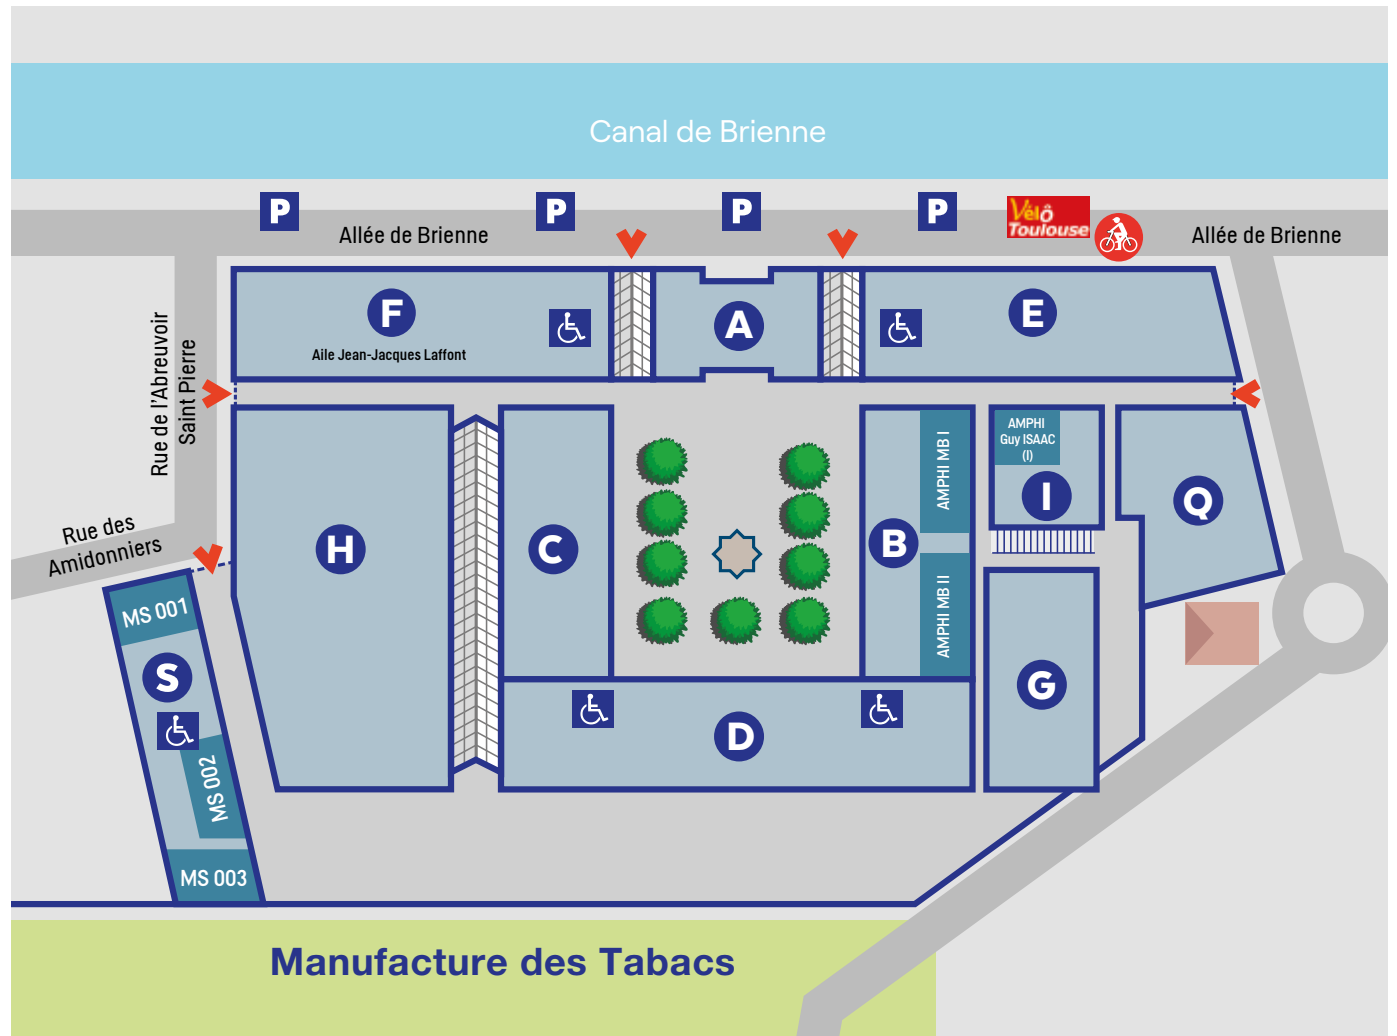 Canal de Brienne
P
P
P
P
Vélô
Toulouse
Allée de Brienne
Allée de Brienne
F
Aile Jean-Jacques Laffont
A
E
Rue de l'Abreuvoir
Saint Pierre
Rue des
Amidonniers
H
C
B
AMPHI MB I
AMPHI MB II
AMPHI
Guy ISAAC
(I)
I
Q
G
D
MS 001
S
MS 002
MS 003
Manufacture des Tabacs